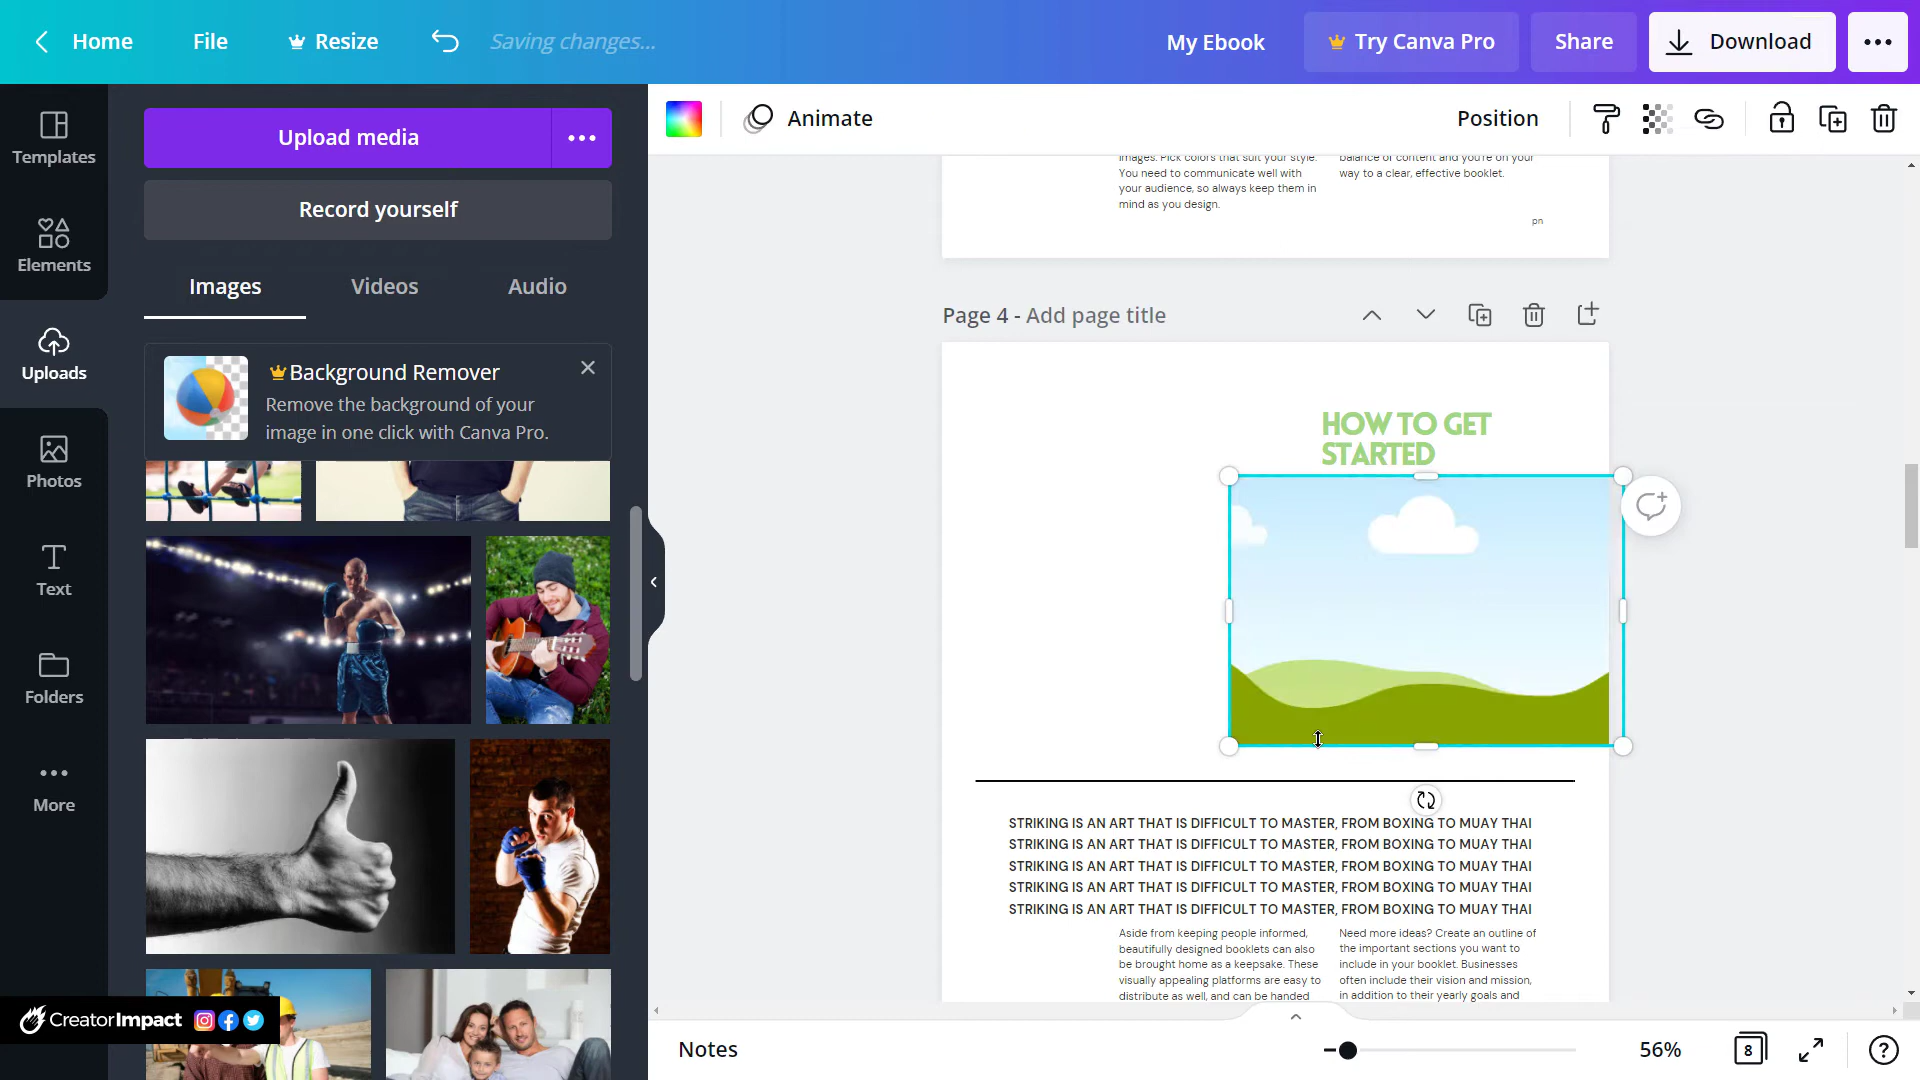 Home
File
Resize
Saving changes...
My Ebook
Try Canva Pro
Share
Download
Templates
Elements
Uploads
Photos
Text
Folders
More
Upload media
Record yourself
Images
Videos
Audio
Background Remover
Remove the background of your
image in one click with Canva Pro.
CreatorImpact
Animate
Position
images. Pick colors that suit your style.
You need to communicate well with
your audience, so always keep them in
mind as you design.
balance of content and you're on your
way to a clear, effective booklet.
pn
Page 4 - Add page title
HOW TO GET
STARTED
STRIKING IS AN ART THAT IS DIFFICULT TO MASTER, FROM BOXING TO MUAY THAI
STRIKING IS AN ART THAT IS DIFFICULT TO MASTER, FROM BOXING TO MUAY THAI
STRIKING IS AN ART THAT IS DIFFICULT TO MASTER, FROM BOXING TO MUAY THAI
STRIKING IS AN ART THAT IS DIFFICULT TO MASTER, FROM BOXING TO MUAY THAI
STRIKING IS AN ART THAT IS DIFFICULT TO MASTER, FROM BOXING TO MUAY THAI
Aside from keeping people informed,
beautifully designed booklets can also
be brought home as a keepsake. These
visually appealing platforms are easy to
distribute as well, and can be handed
Need more ideas? Create an outline of
the important sections you want to
include in your booklet. Businesses
often include their vision and mission,
in addition to their yearly goals and
Notes
56%
8